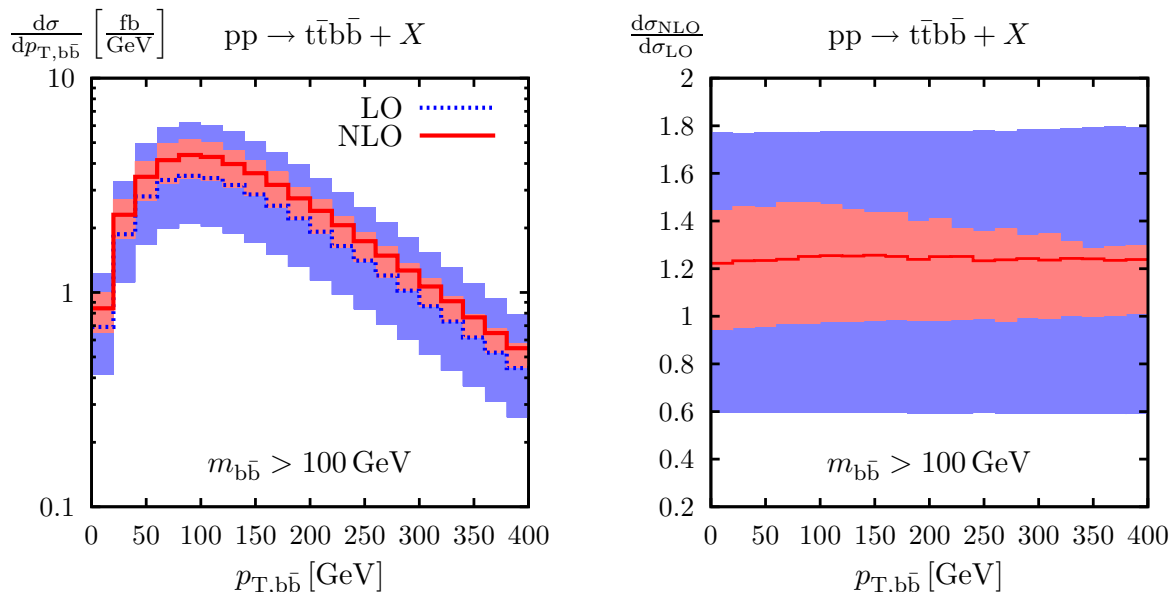 dσ/dp_T,bb̄ [fb/GeV] pp → tt̄bb̄ + X
10
1
0.1
LO
NLO
m_bb̄ > 100 GeV
0 50 100 150 200 250 300 350 400
p_T,bb̄ [GeV]
dσ_NLO/dσ_LO pp → tt̄bb̄ + X
2
1.8
1.6
1.4
1.2
1
0.8
0.6
0.4
0.2
m_bb̄ > 100 GeV
0 50 100 150 200 250 300 350 400
p_T,bb̄ [GeV]